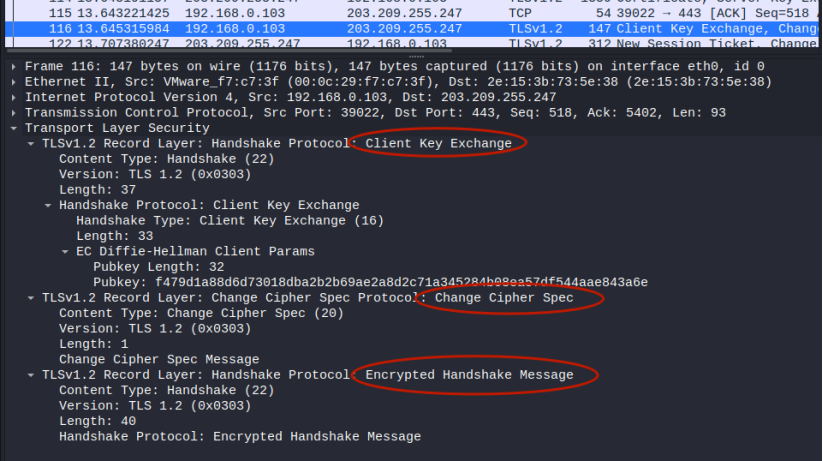 115 13.643221425 192.168.0.103 203.209.255.247 TCP 54 39022 → 443 [ACK] Seq=518 A
116 13.645315984 192.168.0.103 203.209.255.247 TLSv1.2 147 Client Key Exchange, Chang
122 13.707380247 203.209.255.247 192.168.0.103 TLSv1.2 312 New Session Ticket, Change
Frame 116: 147 bytes on wire (1176 bits), 147 bytes captured (1176 bits) on interface eth0, id 0
Ethernet II, Src: VMware_f7:c7:3f (00:0c:29:f7:c7:3f), Dst: 2e:15:3b:73:5e:38 (2e:15:3b:73:5e:38)
Internet Protocol Version 4, Src: 192.168.0.103, Dst: 203.209.255.247
Transmission Control Protocol, Src Port: 39022, Dst Port: 443, Seq: 518, Ack: 5402, Len: 93
Transport Layer Security
TLSv1.2 Record Layer: Handshake Protocol: Client Key Exchange
Content Type: Handshake (22)
Version: TLS 1.2 (0x0303)
Length: 37
Handshake Protocol: Client Key Exchange
Handshake Type: Client Key Exchange (16)
Length: 33
EC Diffie-Hellman Client Params
Pubkey Length: 32
Pubkey: f479d1a88d6d73018dba2b2b69ae2a8d2c71a345284b08ea57df544aae843a6e
TLSv1.2 Record Layer: Change Cipher Spec Protocol: Change Cipher Spec
Content Type: Change Cipher Spec (20)
Version: TLS 1.2 (0x0303)
Length: 1
Change Cipher Spec Message
TLSv1.2 Record Layer: Handshake Protocol: Encrypted Handshake Message
Content Type: Handshake (22)
Version: TLS 1.2 (0x0303)
Length: 40
Handshake Protocol: Encrypted Handshake Message